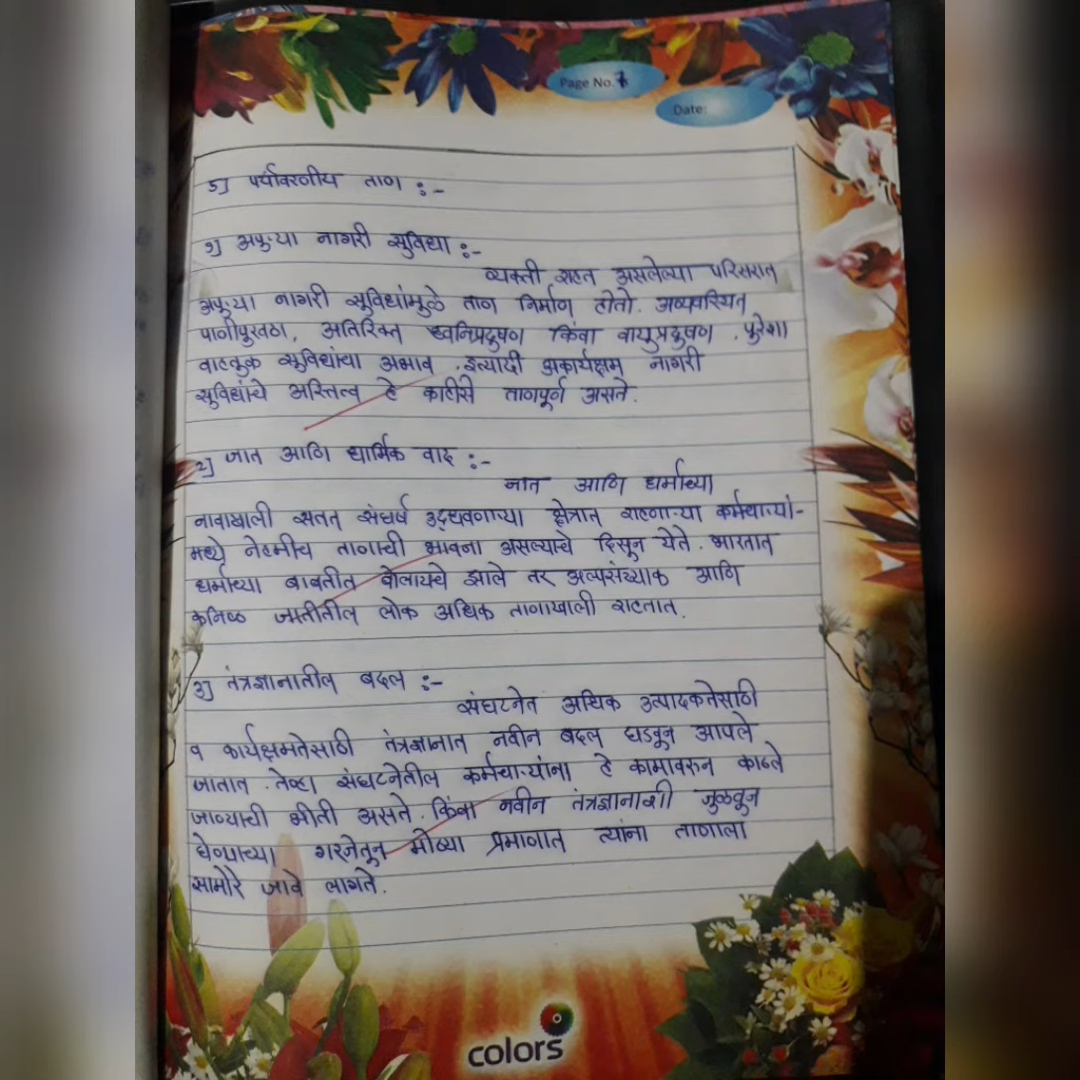 Page No. 7
Date:
ड] पर्यावरणीय ताण :-
१] अपुऱ्या नागरी सुविधा :-
व्यक्ती राहत असलेल्या परिसरात
अपुऱ्या नागरी सुविधांमुळे ताण निर्माण होतो. अव्यवस्थित
पाणीपुरवठा, अतिरिक्त ध्वनिप्रदुषण किंवा वायुप्रदुषण, पुरेशा
वाहतुक सुविधांचा अभाव, इत्यादी अकार्यक्षम नागरी
सुविधांचे अस्तित्व हे काहीसे ताणपूर्ण असते.
२] जात आणि धार्मिक वाद :-
जात आणि धर्माच्या
नावाखाली सतत संघर्ष उद्भवणाऱ्या क्षेत्रात राहणाऱ्या कर्मचाऱ्यां-
मध्ये नेहमीच ताणाची भावना असल्याचे दिसून येते. भारतात
धर्माच्या बाबतीत बोलायचे झाले तर अल्पसंख्याक आणि
कनिष्ठ जातीतील लोक अधिक ताणाखाली राहतात.
३] तंत्रज्ञानातील बदल :-
संघटनेत अधिक उत्पादकतेसाठी
व कार्यक्षमतेसाठी तंत्रज्ञानात नवीन बदल घडवून आणले
जातात. तेव्हा संघटनेतील कर्मचाऱ्यांना हे कामावरुन काढले
जाण्याची भीती असते. किंवा नवीन तंत्रज्ञानाशी जुळवून
घेण्याच्या गरजेतून मोठ्या प्रमाणात त्यांना ताणाला
सामोरे जावे लागते.
colors